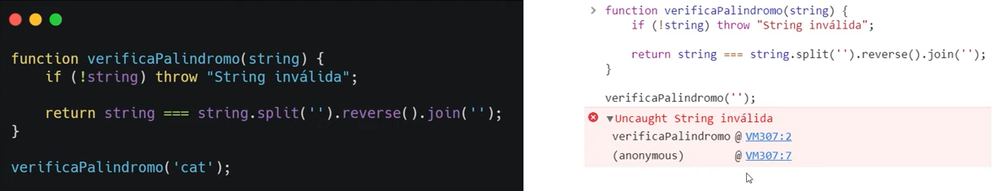 function verificaPalindromo(string) {
    if (!string) throw "String inválida";
    return string === string.split('').reverse().join('');
}
verificaPalindromo('cat');
> function verificaPalindromo(string) {
    if (!string) throw "String inválida";
    return string === string.split('').reverse().join('');
}
verificaPalindromo('');
▼Uncaught String inválida
verificaPalindromo @ VM307:2
(anonymous) @ VM307:7